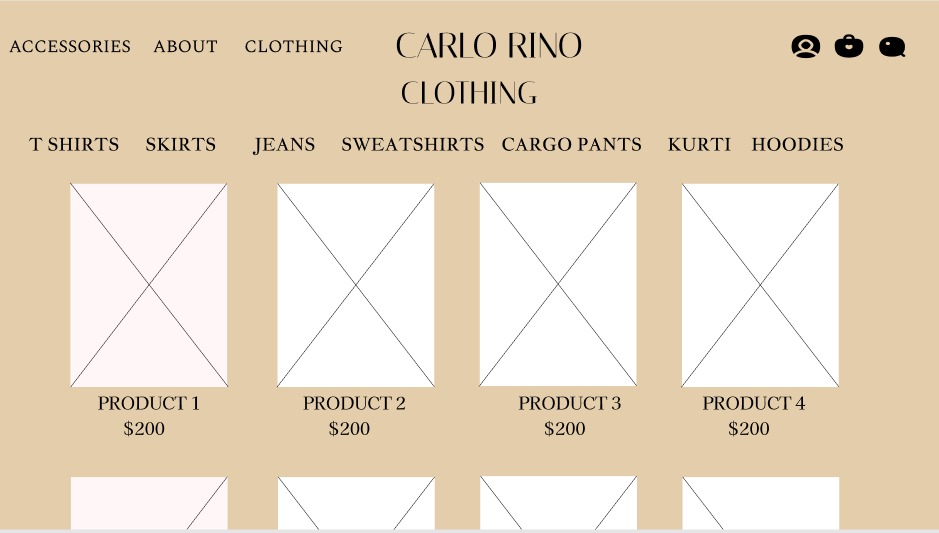 ACCESSORIES ABOUT CLOTHING CARLO RINO
CLOTHING
T SHIRTS SKIRTS JEANS SWEATSHIRTS CARGO PANTS KURTI HOODIES
PRODUCT 1 PRODUCT 2 PRODUCT 3 PRODUCT 4
$200 $200 $200 $200